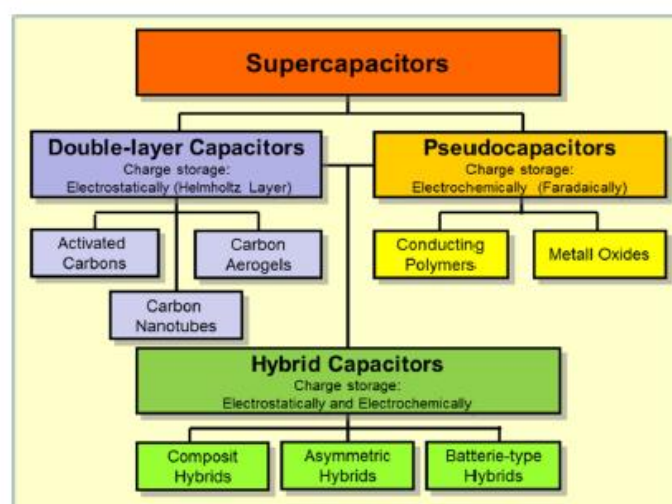 Supercapacitors
Double-layer Capacitors
Charge storage:
Electrostatically (Helmholtz Layer)
Pseudocapacitors
Charge storage:
Electrochemically (Faradaically)
Activated
Carbons
Carbon
Aerogels
Carbon
Nanotubes
Conducting
Polymers
Metall Oxides
Hybrid Capacitors
Charge storage:
Electrostatically and Electrochemically
Composit
Hybrids
Asymmetric
Hybrids
Batterie-type
Hybrids